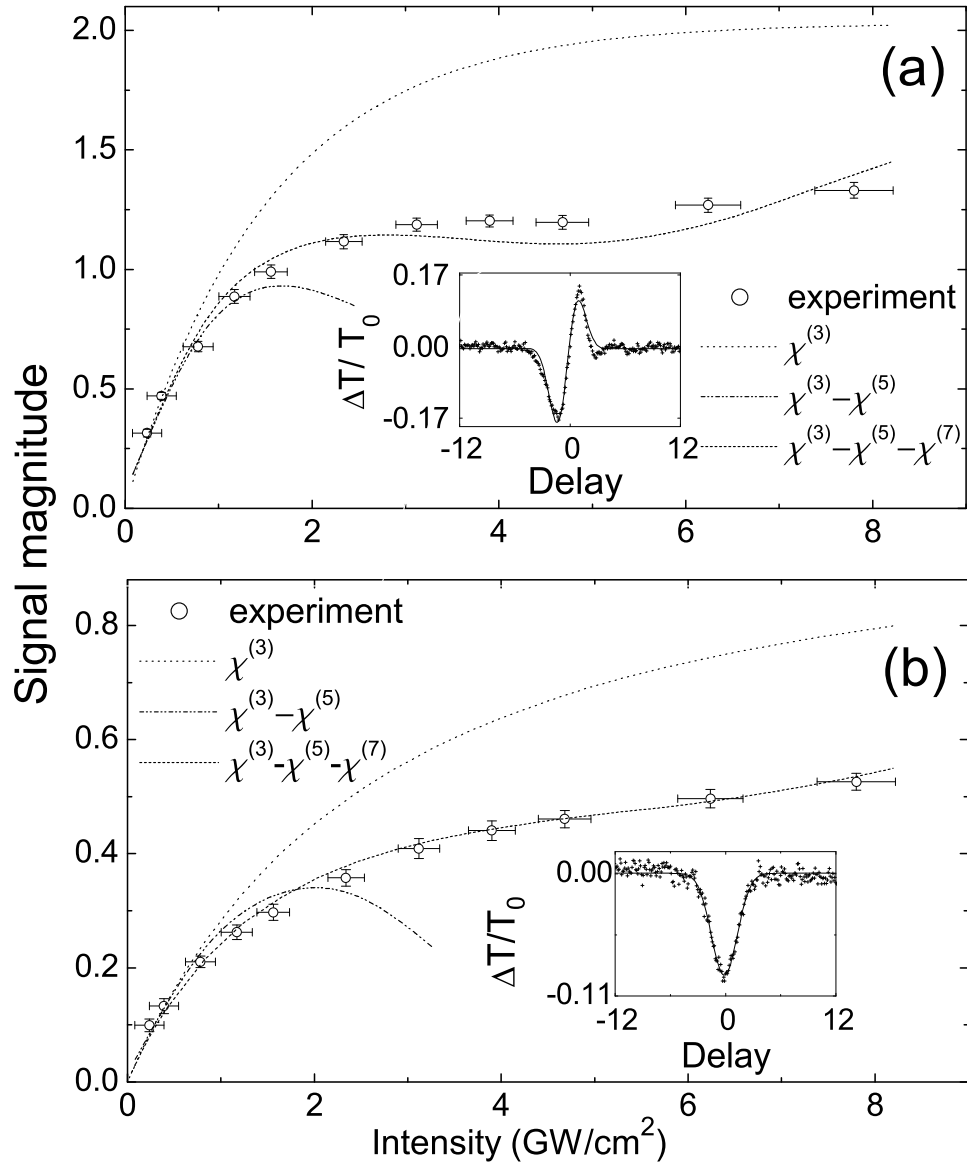 2.0
(a)
1.5
1.0
0.5
0.0
0.17
0.00
-0.17
ΔT/ T₀
-12
0
12
Delay
experiment
χ⁽³⁾
χ⁽³⁾–χ⁽⁵⁾
χ⁽³⁾–χ⁽⁵⁾–χ⁽⁷⁾
0
2
4
6
8
Signal magnitude
experiment
χ⁽³⁾
χ⁽³⁾–χ⁽⁵⁾
χ⁽³⁾-χ⁽⁵⁾-χ⁽⁷⁾
(b)
0.8
0.6
0.4
0.2
0.0
0.00
-0.11
ΔT/T₀
-12
0
12
Delay
0
2
4
6
8
Intensity (GW/cm²)